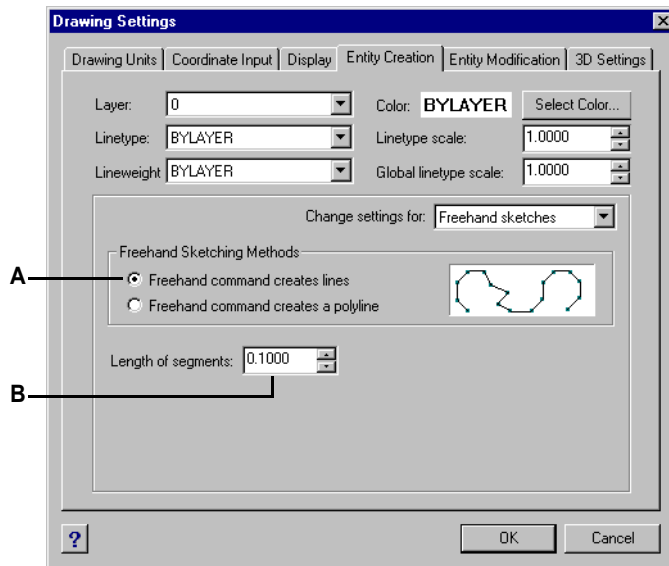 Drawing Settings
Drawing Units Coordinate Input Display Entity Creation Entity Modification 3D Settings
Layer: 0 Color: BYLAYER Select Color...
Linetype: BYLAYER Linetype scale: 1.0000
Lineweight BYLAYER Global linetype scale: 1.0000
Change settings for: Freehand sketches
Freehand Sketching Methods
A Freehand command creates lines
Freehand command creates a polyline
Length of segments: 0.1000
B
? OK Cancel